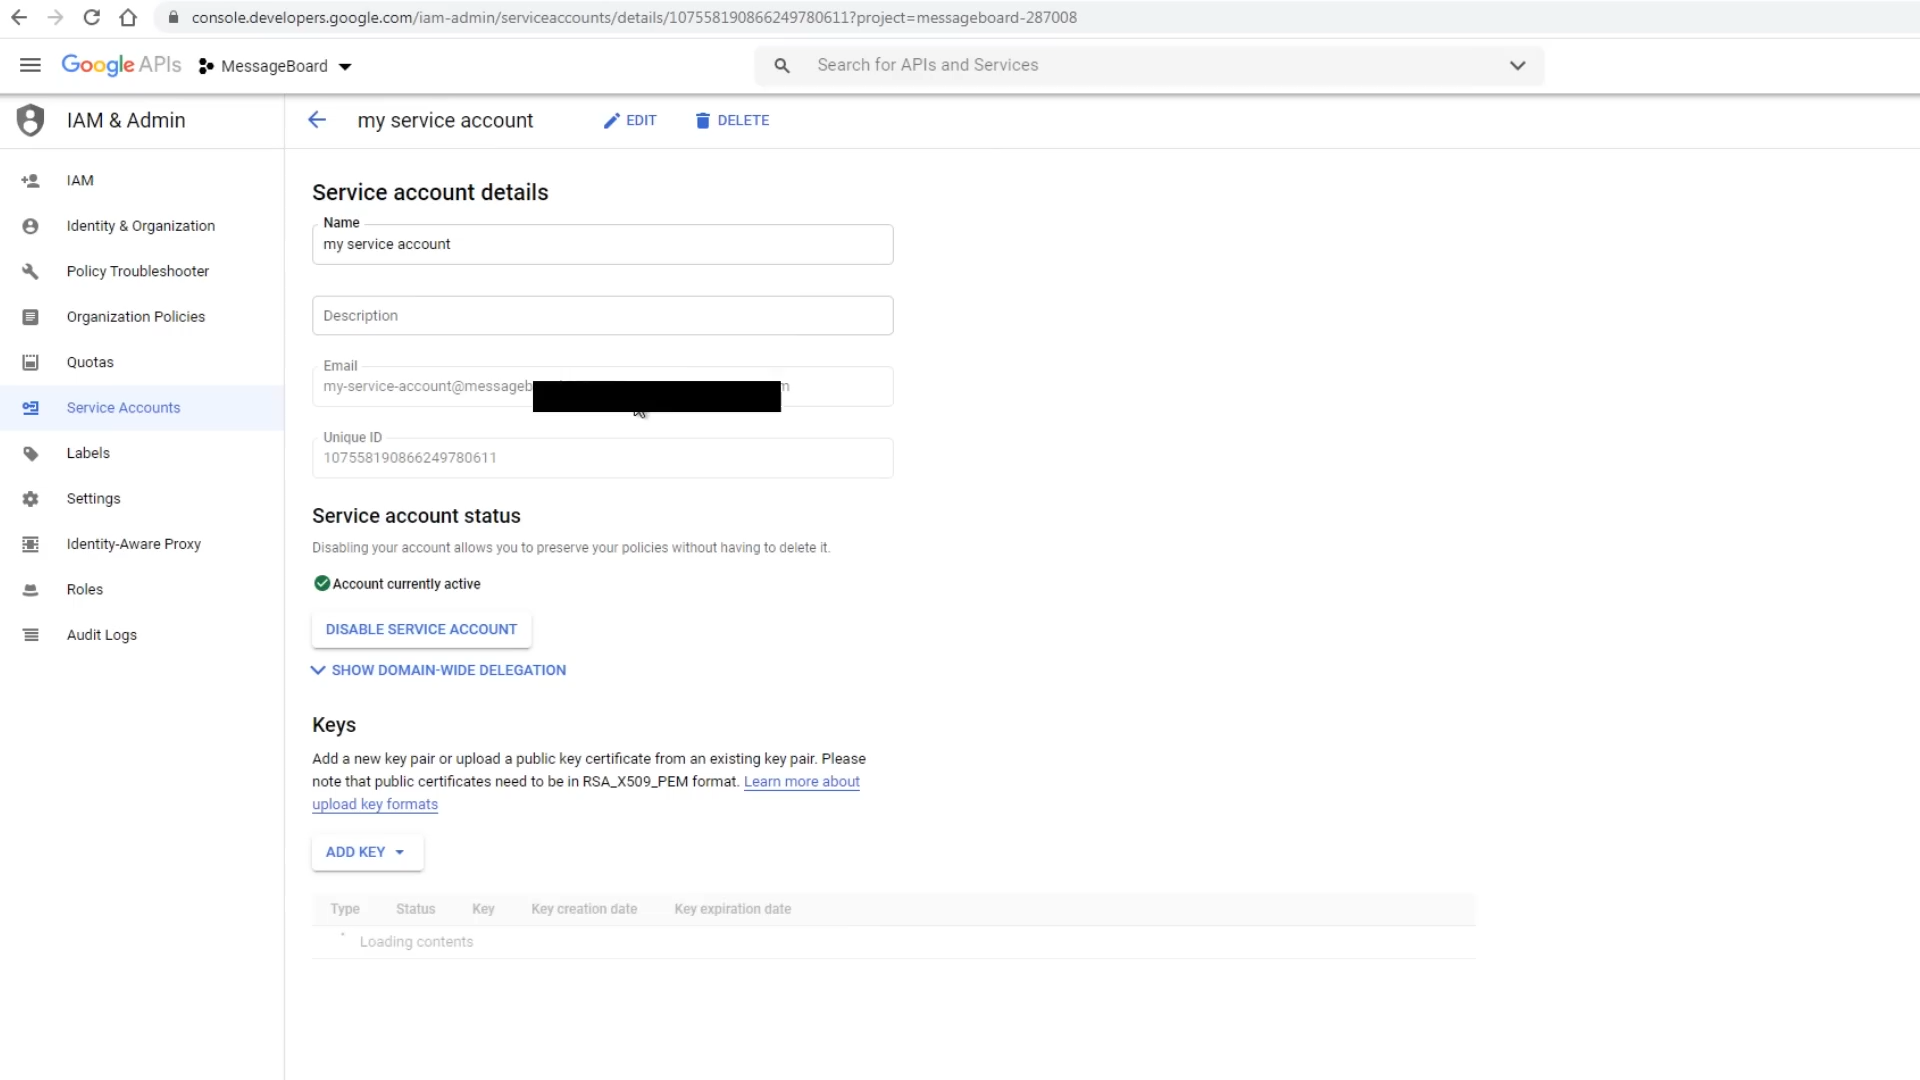 console.developers.google.com/iam-admin/serviceaccounts/details/107558190866249780611?project=messageboard-287008
Google APIs
MessageBoard
Search for APIs and Services
IAM & Admin
my service account
EDIT
DELETE
IAM
Identity & Organization
Policy Troubleshooter
Organization Policies
Quotas
Service Accounts
Labels
Settings
Identity-Aware Proxy
Roles
Audit Logs
Service account details
Name
my service account
Description
Email
my-service-account@messageb m
Unique ID
107558190866249780611
Service account status
Disabling your account allows you to preserve your policies without having to delete it.
Account currently active
DISABLE SERVICE ACCOUNT
SHOW DOMAIN-WIDE DELEGATION
Keys
Add a new key pair or upload a public key certificate from an existing key pair. Please
note that public certificates need to be in RSA_X509_PEM format. Learn more about
upload key formats
ADD KEY
Type Status Key Key creation date Key expiration date
Loading contents